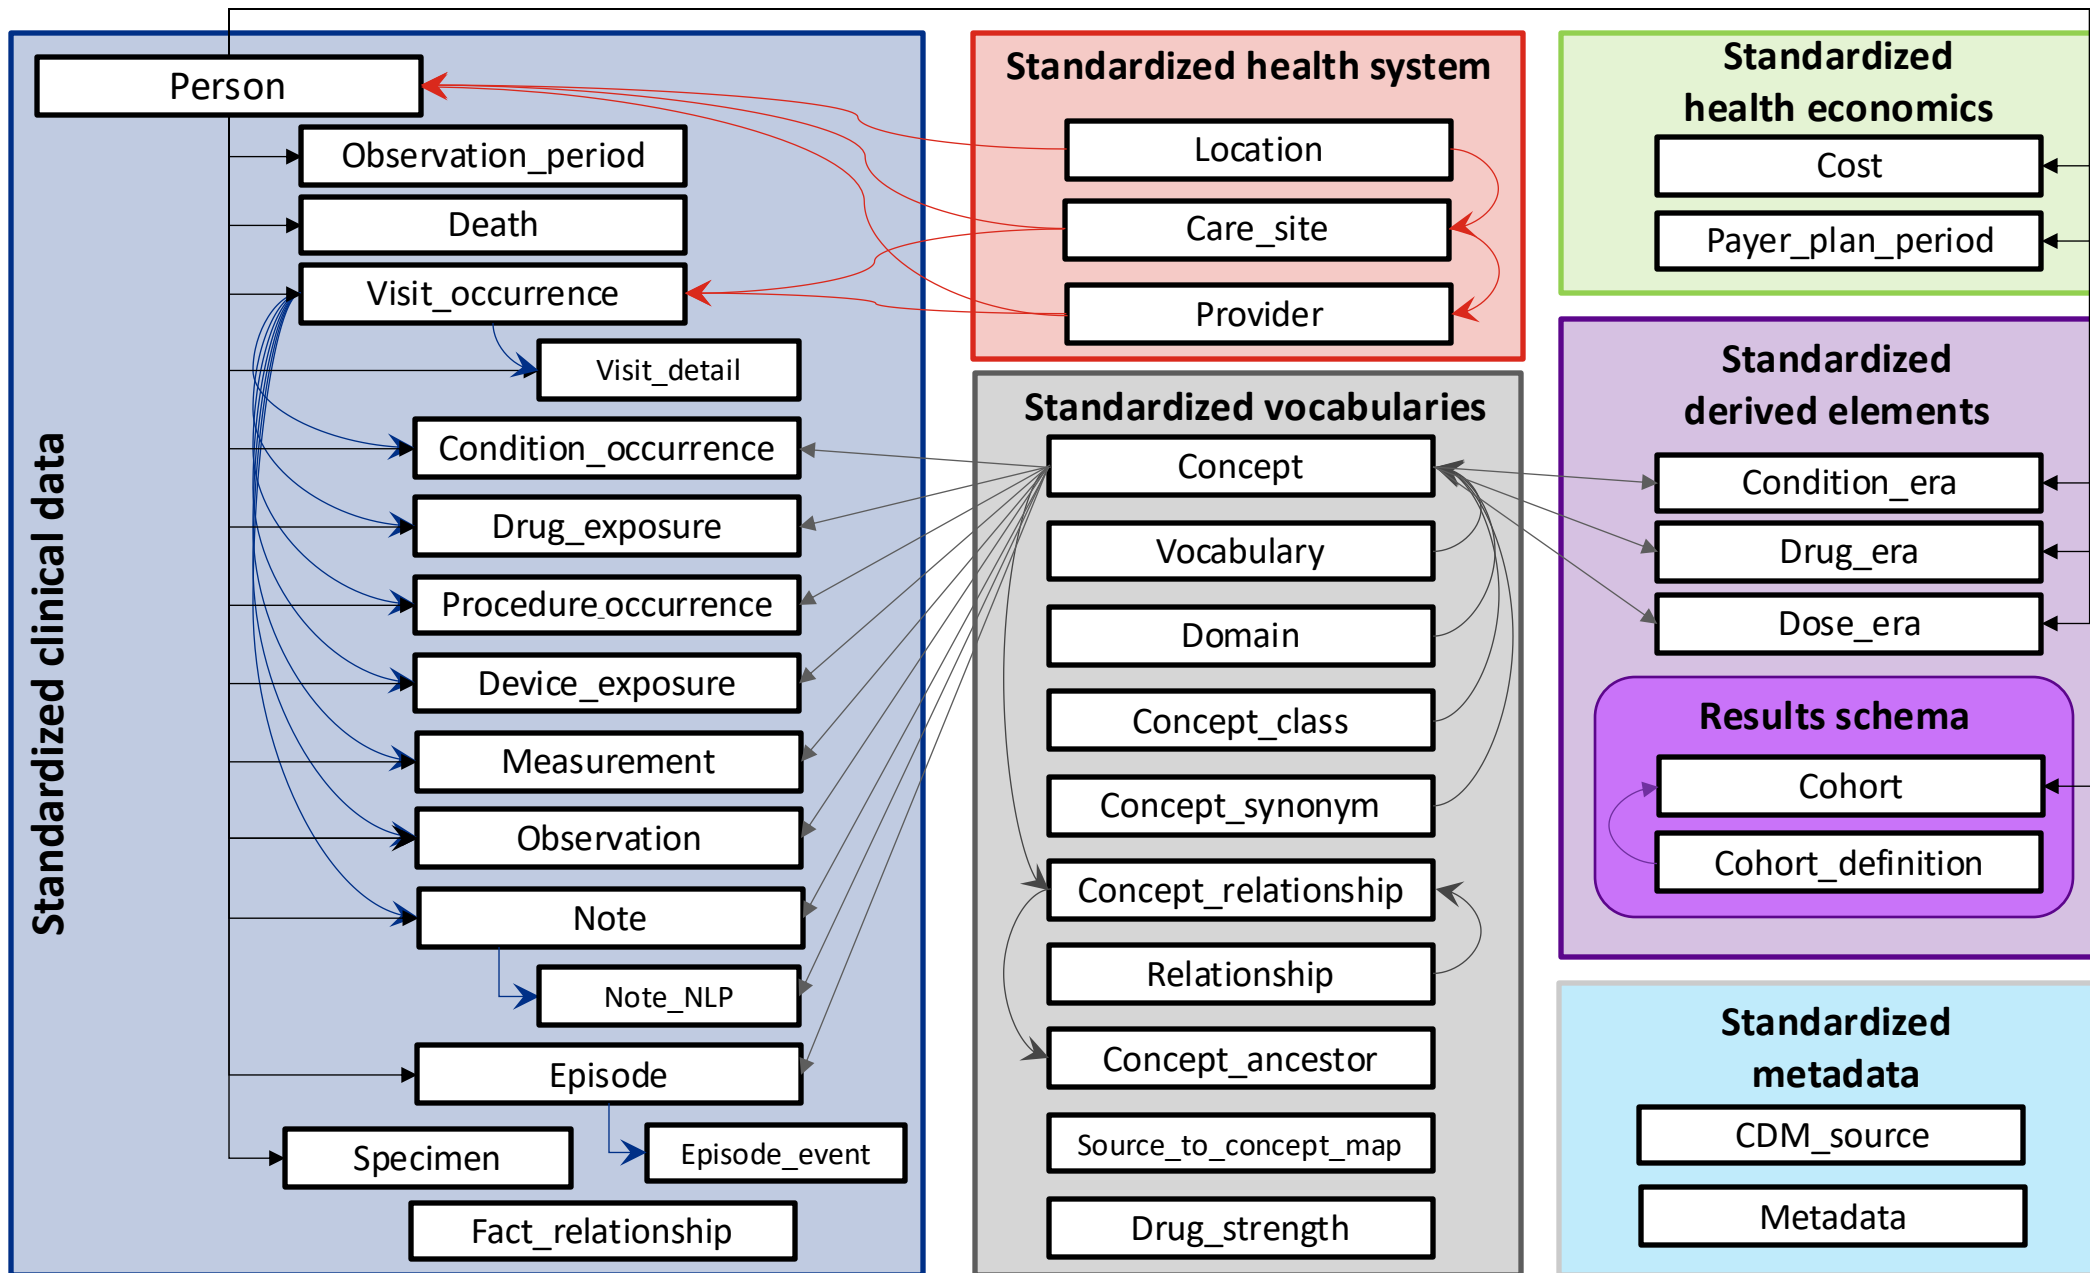 Standardized clinical data
Person
Observation_period
Death
Visit_occurrence
Visit_detail
Condition_occurrence
Drug_exposure
Procedure_occurrence
Device_exposure
Measurement
Observation
Note
Note_NLP
Episode
Specimen
Episode_event
Fact_relationship
Standardized health system
Location
Care_site
Provider
Standardized vocabularies
Concept
Vocabulary
Domain
Concept_class
Concept_synonym
Concept_relationship
Relationship
Concept_ancestor
Source_to_concept_map
Drug_strength
Standardized
health economics
Cost
Payer_plan_period
Standardized
derived elements
Condition_era
Drug_era
Dose_era
Results schema
Cohort
Cohort_definition
Standardized
metadata
CDM_source
Metadata